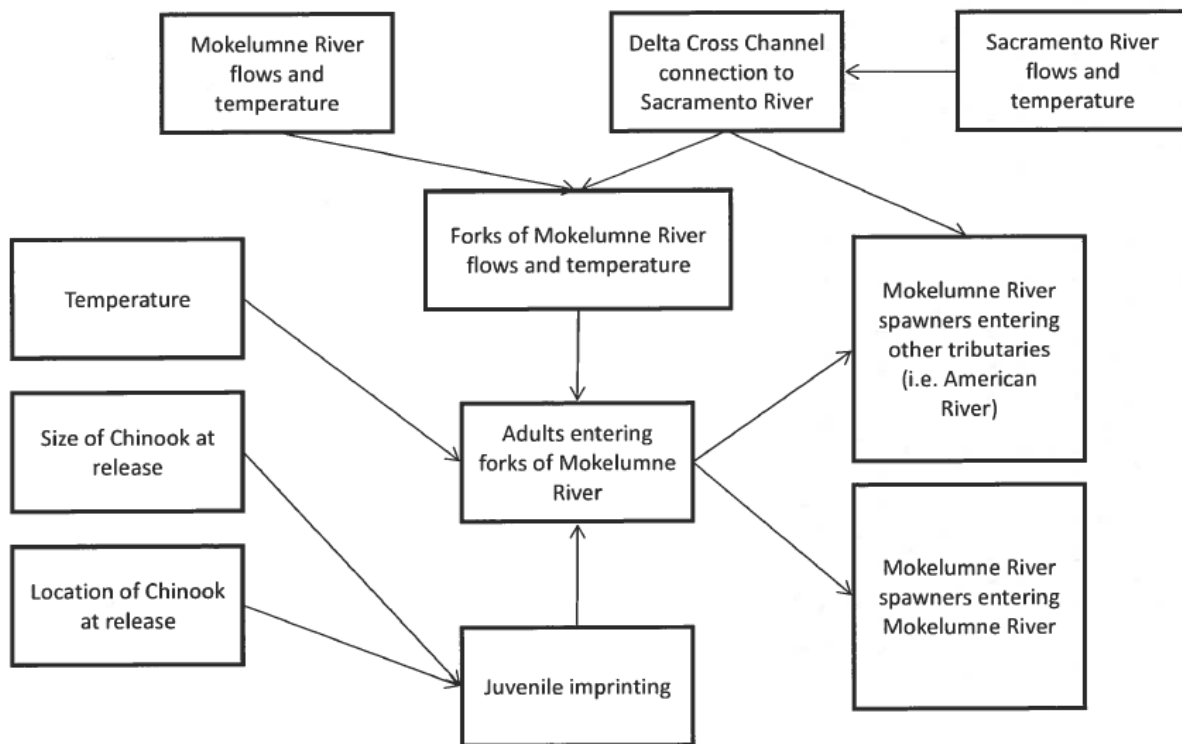 Mokelumne River
flows and
temperature
Delta Cross Channel
connection to
Sacramento River
Sacramento River
flows and
temperature
Forks of Mokelumne River
flows and temperature
Temperature
Mokelumne River
spawners entering
other tributaries
(i.e. American
River)
Size of Chinook at
release
Adults entering
forks of Mokelumne
River
Location of Chinook
at release
Mokelumne River
spawners entering
Mokelumne River
Juvenile imprinting